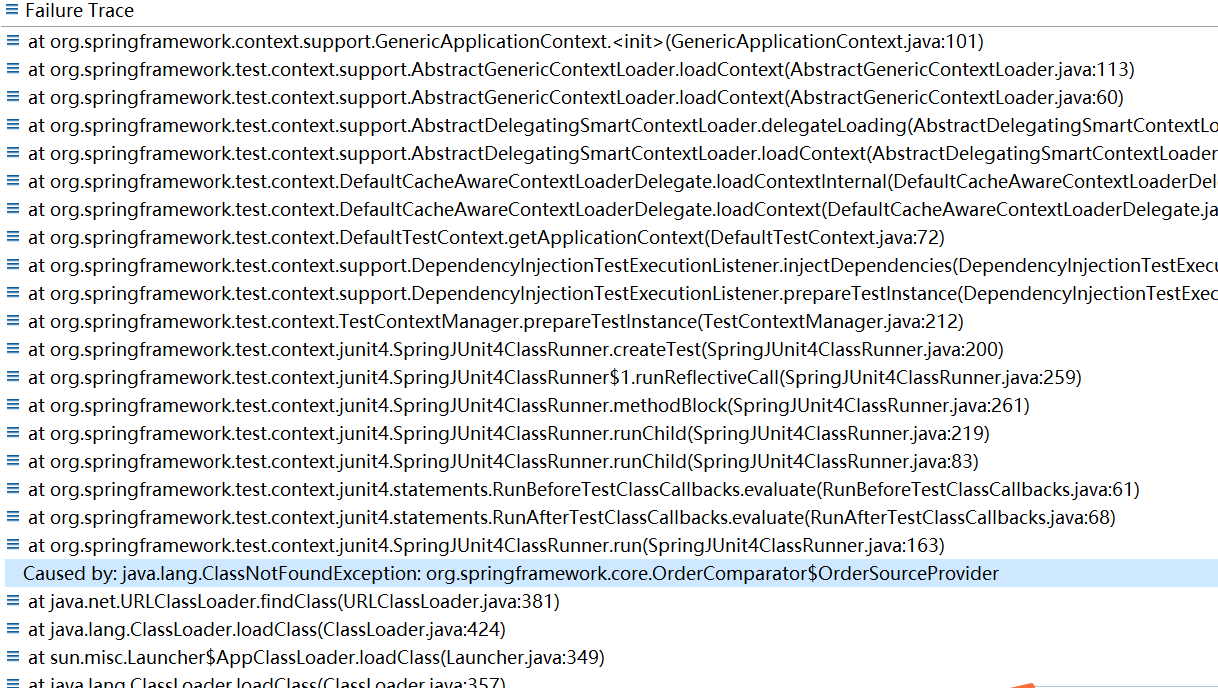 Failure Trace
at org.springframework.context.support.GenericApplicationContext.<init>(GenericApplicationContext.java:101)
at org.springframework.test.context.support.AbstractGenericContextLoader.loadContext(AbstractGenericContextLoader.java:113)
at org.springframework.test.context.support.AbstractGenericContextLoader.loadContext(AbstractGenericContextLoader.java:60)
at org.springframework.test.context.support.AbstractDelegatingSmartContextLoader.delegateLoading(AbstractDelegatingSmartContextLo
at org.springframework.test.context.support.AbstractDelegatingSmartContextLoader.loadContext(AbstractDelegatingSmartContextLoader
at org.springframework.test.context.DefaultCacheAwareContextLoaderDelegate.loadContextInternal(DefaultCacheAwareContextLoaderDel
at org.springframework.test.context.DefaultCacheAwareContextLoaderDelegate.loadContext(DefaultCacheAwareContextLoaderDelegate.ja
at org.springframework.test.context.DefaultTestContext.getApplicationContext(DefaultTestContext.java:72)
at org.springframework.test.context.support.DependencyInjectionTestExecutionListener.injectDependencies(DependencyInjectionTestExecu
at org.springframework.test.context.support.DependencyInjectionTestExecutionListener.prepareTestInstance(DependencyInjectionTestExec
at org.springframework.test.context.TestContextManager.prepareTestInstance(TestContextManager.java:212)
at org.springframework.test.context.junit4.SpringJUnit4ClassRunner.createTest(SpringJUnit4ClassRunner.java:200)
at org.springframework.test.context.junit4.SpringJUnit4ClassRunner$1.runReflectiveCall(SpringJUnit4ClassRunner.java:259)
at org.springframework.test.context.junit4.SpringJUnit4ClassRunner.methodBlock(SpringJUnit4ClassRunner.java:261)
at org.springframework.test.context.junit4.SpringJUnit4ClassRunner.runChild(SpringJUnit4ClassRunner.java:219)
at org.springframework.test.context.junit4.SpringJUnit4ClassRunner.runChild(SpringJUnit4ClassRunner.java:83)
at org.springframework.test.context.junit4.statements.RunBeforeTestClassCallbacks.evaluate(RunBeforeTestClassCallbacks.java:61)
at org.springframework.test.context.junit4.statements.RunAfterTestClassCallbacks.evaluate(RunAfterTestClassCallbacks.java:68)
at org.springframework.test.context.junit4.SpringJUnit4ClassRunner.run(SpringJUnit4ClassRunner.java:163)
Caused by: java.lang.ClassNotFoundException: org.springframework.core.OrderComparator$OrderSourceProvider
at java.net.URLClassLoader.findClass(URLClassLoader.java:381)
at java.lang.ClassLoader.loadClass(ClassLoader.java:424)
at sun.misc.Launcher$AppClassLoader.loadClass(Launcher.java:349)
at java.lang.ClassLoader.loadClass(ClassLoader.java:357)